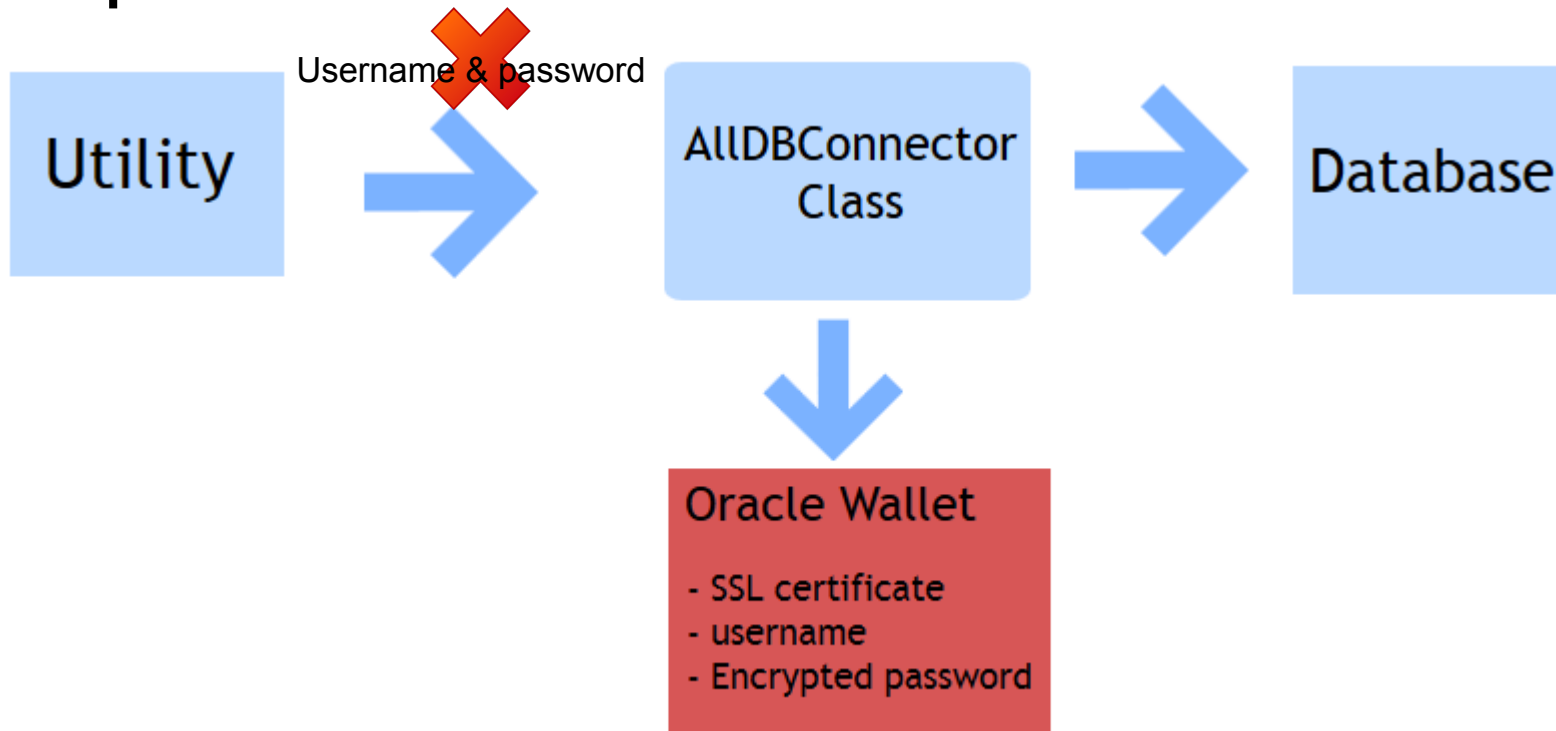 Username & password
Utility
AllDBConnector
Class
Database
Oracle Wallet
- SSL certificate
- username
- Encrypted password